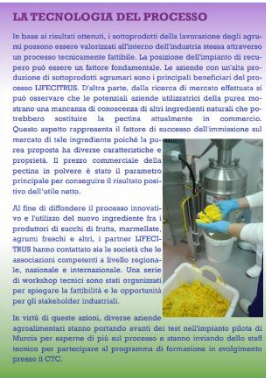 LA TECNOLOGIA DEL PROCESSO
In base ai risultati ottenuti, i sottoprodotti della lavorazione degli agru-
mi possono essere valorizzati all'interno dell'industria stessa attraverso
un processo tecnicamente fattibile. La posizione dell'impianto di recu-
pero può essere un fattore fondamentale. Le aziende con un'alta pro-
duzione di sottoprodotti agrumari sono i principali beneficiari del pro-
cesso LIFECITRUS. D'altra parte, dalla ricerca di mercato effettuata si
può osservare che le potenziali aziende utilizzatrici della purea mo-
strano una mancanza di conoscenza di altri ingredienti naturali che po-
trebbero sostituire la pectina attualmente in commercio.
Questo aspetto rappresenta il fattore di successo dell'immissione sul
mercato di tale ingrediente poiché la pu-
rea proposta ha diverse caratteristiche e
proprietà. Il prezzo commerciale della
pectina in polvere è stato il parametro
principale per conseguire il risultato posi-
tivo dell'utile netto.
Al fine di diffondere il processo innovati-
vo e l'utilizzo del nuovo ingrediente fra i
produttori di succhi di frutta, marmellate,
agrumi freschi e altri, i partner LIFECI-
TRUS hanno contattato sia le società che le
associazioni competenti a livello regiona-
le, nazionale e internazionale. Una serie
di workshop tecnici sono stati organizzati
per spiegare la fattibilità e le opportunità
per gli stakeholder industriali.
In virtù di queste azioni, diverse aziende
agroalimentari stanno portando avanti dei test nell'impianto pilota di
Murcia per saperne di più sul processo e stanno inviando dello staff
tecnico per partecipare al programma di formazione in svolgimento
presso il CTC.